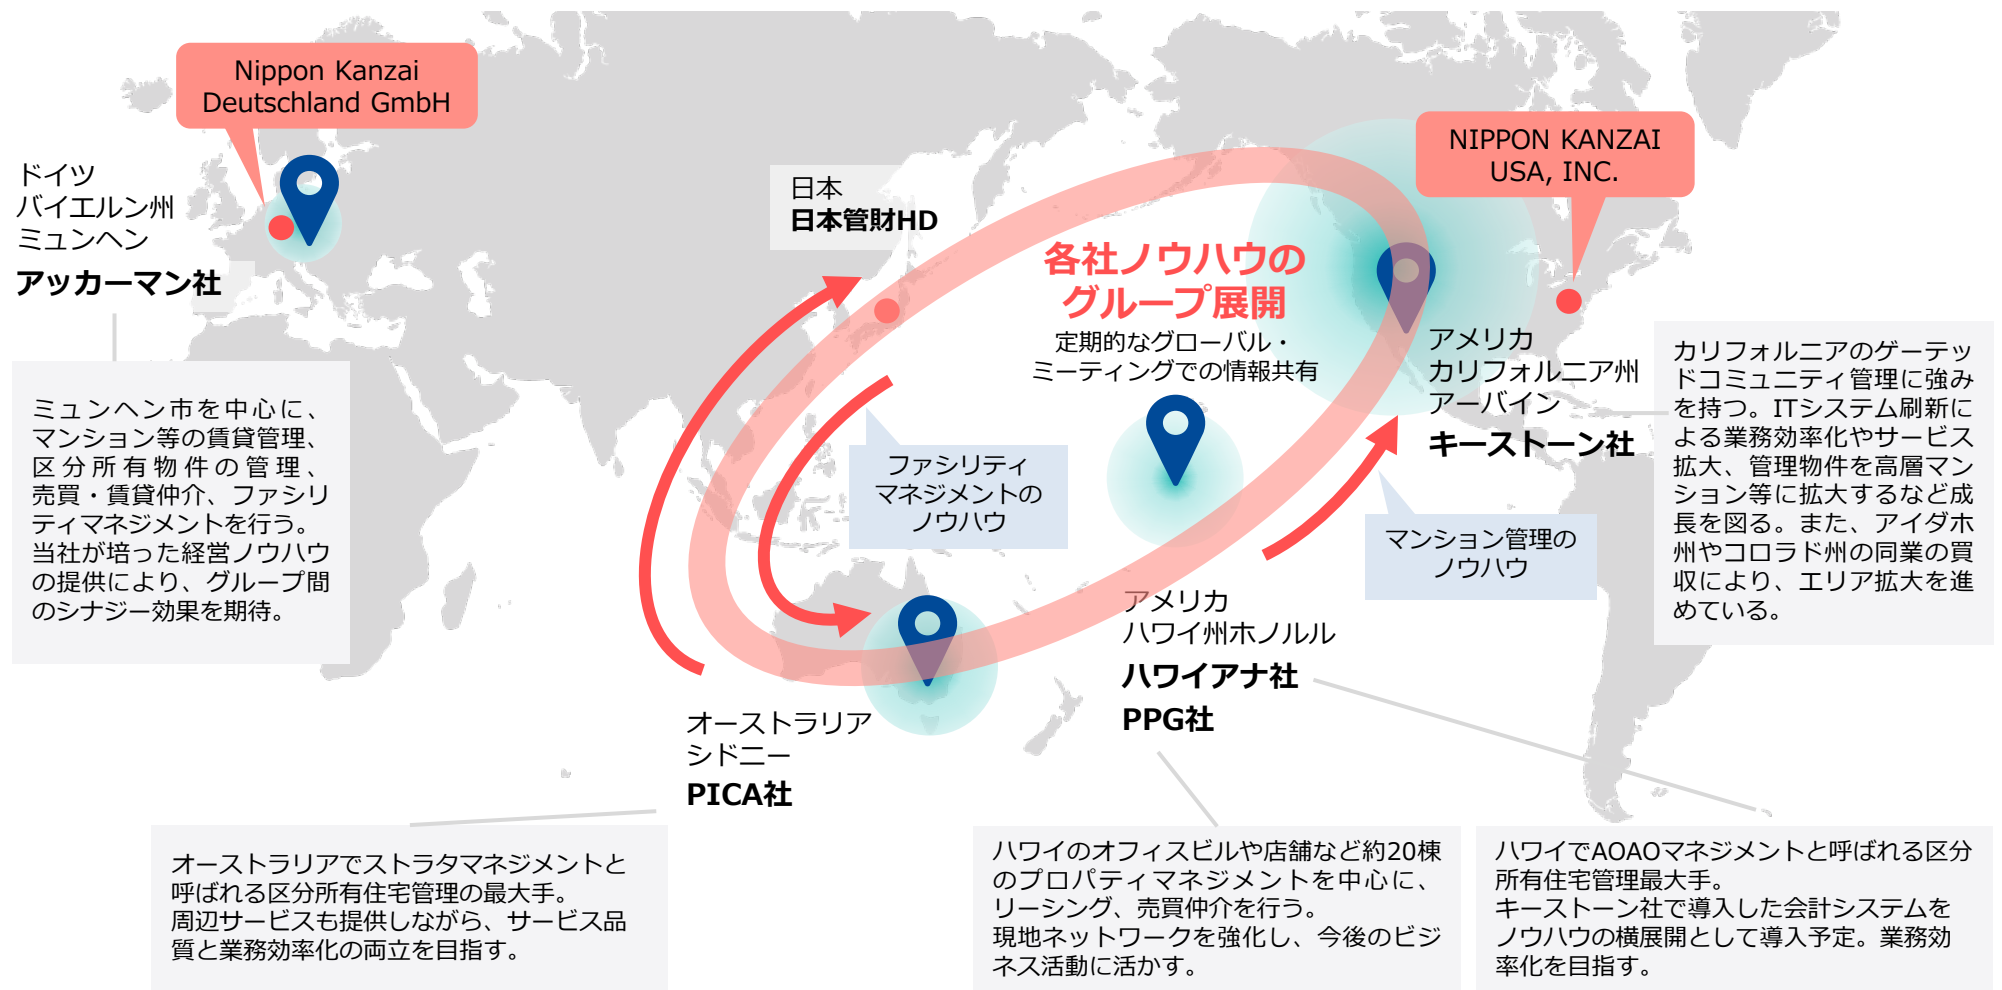 Nippon Kanzai
Deutschland GmbH
ドイツ
バイエルン州
ミュンヘン
アッカーマン社
ミュンヘン市を中心に、
マンション等の賃貸管理、
区分所有物件の管理、
売買・賃貸仲介、ファシリ
ティマネジメントを行う。
当社が培った経営ノウハウ
の提供により、グループ間
のシナジー効果を期待。
日本
日本管財HD
各社ノウハウの
グループ展開
定期的なグローバル・
ミーティングでの情報共有
ファシリティ
マネジメントの
ノウハウ
NIPPON KANZAI
USA, INC.
アメリカ
カリフォルニア州
アーバイン
キーストーン社
カリフォルニアのゲーテッ
ドコミュニティ管理に強み
を持つ。ITシステム刷新に
よる業務効率化やサービス
拡大、管理物件を高層マン
ション等に拡大するなど成
長を図る。また、アイダホ
州やコロラド州の同業の買
収により、エリア拡大を進
めている。
マンション管理の
ノウハウ
アメリカ
ハワイ州ホノルル
ハワイアナ社
PPG社
オーストラリア
シドニー
PICA社
オーストラリアでストラタマネジメントと
呼ばれる区分所有住宅管理の最大手。
周辺サービスも提供しながら、サービス品
質と業務効率化の両立を目指す。
ハワイのオフィスビルや店舗など約20棟
のプロパティマネジメントを中心に、
リーシング、売買仲介を行う。
現地ネットワークを強化し、今後のビジ
ネス活動に活かす。
ハワイでAOAOマネジメントと呼ばれる区分
所有住宅管理最大手。
キーストーン社で導入した会計システムを
ノウハウの横展開として導入予定。業務効
率化を目指す。